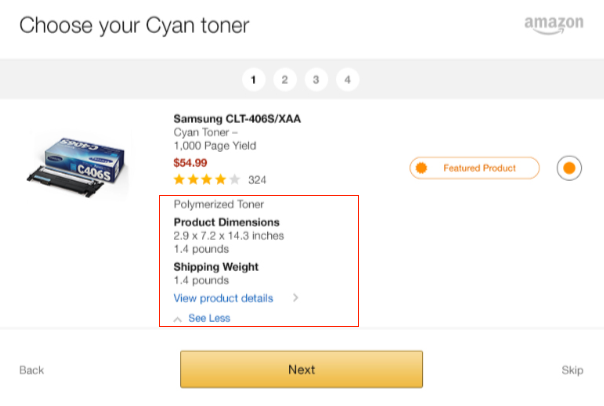 Choose your Cyan toner
amazon
1 2 3 4
Samsung CLT-406S/XAA
Cyan Toner –
1,000 Page Yield
$54.99
324
C406S
Featured Product
Polymerized Toner
Product Dimensions
2.9 x 7.2 x 14.3 inches
1.4 pounds
Shipping Weight
1.4 pounds
View product details
See Less
Back
Next
Skip